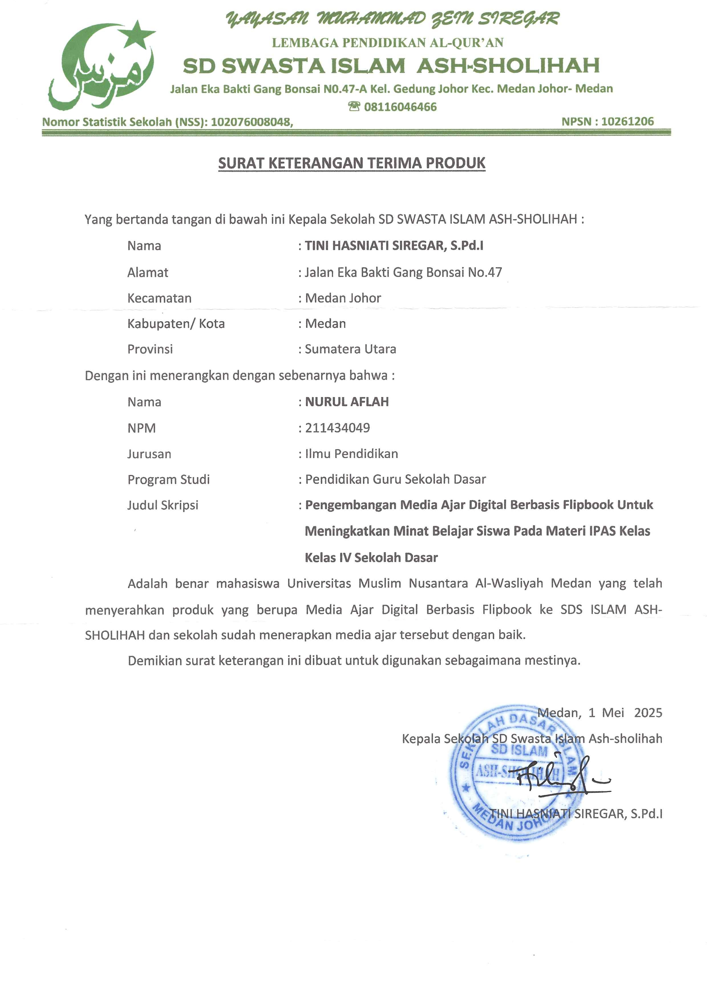 YAYASAN MUHAMMAD ZEIN SIREGAR
LEMBAGA PENDIDIKAN AL-QUR'AN
SD SWASTA ISLAM ASH-SHOLIHAH
Jalan Eka Bakti Gang Bonsai N0.47-A Kel. Gedung Johor Kec. Medan Johor- Medan
☎ 08116046466
Nomor Statistik Sekolah (NSS): 102076008048, NPSN : 10261206
SURAT KETERANGAN TERIMA PRODUK
Yang bertanda tangan di bawah ini Kepala Sekolah SD SWASTA ISLAM ASH-SHOLIHAH :
Nama : TINI HASNIATI SIREGAR, S.Pd.I
Alamat : Jalan Eka Bakti Gang Bonsai No.47
Kecamatan : Medan Johor
Kabupaten/ Kota : Medan
Provinsi : Sumatera Utara
Dengan ini menerangkan dengan sebenarnya bahwa :
Nama : NURUL AFLAH
NPM : 211434049
Jurusan : Ilmu Pendidikan
Program Studi : Pendidikan Guru Sekolah Dasar
Judul Skripsi : Pengembangan Media Ajar Digital Berbasis Flipbook Untuk
Meningkatkan Minat Belajar Siswa Pada Materi IPAS Kelas
Kelas IV Sekolah Dasar
Adalah benar mahasiswa Universitas Muslim Nusantara Al-Wasliyah Medan yang telah
menyerahkan produk yang berupa Media Ajar Digital Berbasis Flipbook ke SDS ISLAM ASH-
SHOLIHAH dan sekolah sudah menerapkan media ajar tersebut dengan baik.
Demikian surat keterangan ini dibuat untuk digunakan sebagaimana mestinya.
Medan, 1 Mei 2025
Kepala Sekolah SD Swasta Islam Ash-sholihah
SEKOLAH DASAR ISLAM
SD ISLAM
ASH-SHOLIHAH
MEDAN JOHOR
TINI HASNIATI SIREGAR, S.Pd.I